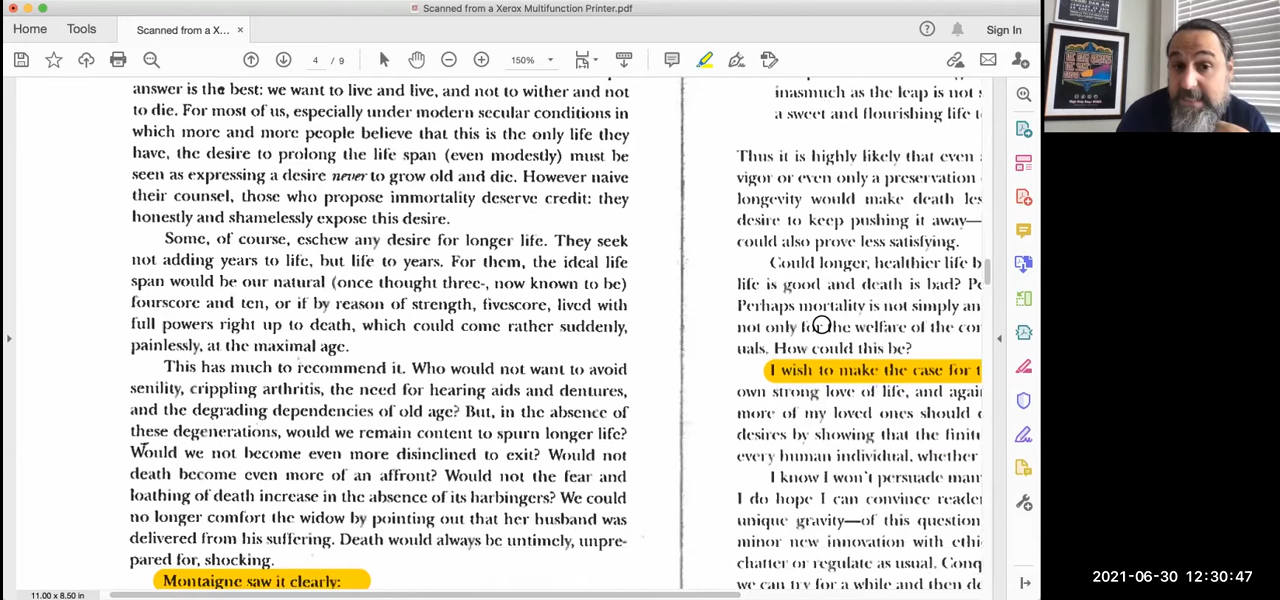 Scanned from a Xerox Multifunction Printer.pdf
Home
Tools
Scanned from a X...
Sign In
4 / 9
150%
answer is the best: we want to live and live, and not to wither and not
to die. For most of us, especially under modern secular conditions in
which more and more people believe that this is the only life they
have, the desire to prolong the life span (even modestly) must be
seen as expressing a desire never to grow old and die. However naive
their counsel, those who propose immortality deserve credit: they
honestly and shamelessly expose this desire.
Some, of course, eschew any desire for longer life. They seek
not adding years to life, but life to years. For them, the ideal life
span would be our natural (once thought three-, now known to be)
fourscore and ten, or if by reason of strength, fivescore, lived with
full powers right up to death, which could come rather suddenly,
painlessly, at the maximal age.
This has much to recommend it. Who would not want to avoid
senility, crippling arthritis, the need for hearing aids and dentures,
and the degrading dependencies of old age? But, in the absence of
these degenerations, would we remain content to spurn longer life?
Would we not become even more disinclined to exit? Would not
death become even more of an affront? Would not the fear and
loathing of death increase in the absence of its harbingers? We could
no longer comfort the widow by pointing out that her husband was
delivered from his suffering. Death would always be untimely, unpre-
pared for, shocking.
Montaigne saw it clearly:
inasmuch as the leap is not
a sweet and flourishing life
Thus it is highly likely that even
vigor or even only a preservation
longevity would make death les
desire to keep pushing it away—
could also prove less satisfying.
Could longer, healthier life b
life is good and death is bad? Pe
Perhaps mortality is not simply an
not only for the welfare of the con
uals. How could this be?
I wish to make the case for t
own strong love of life, and agai
more of my loved ones should
desires by showing that the finit
every human individual, whether
I know I won't persuade man
I do hope I can convince reade
unique gravity—of this question
minor new innovation with ethi
chatter or regulate as usual. Conq
we can try for a while and then d
11.00 x 8.50 in
2021-06-30 12:30:47